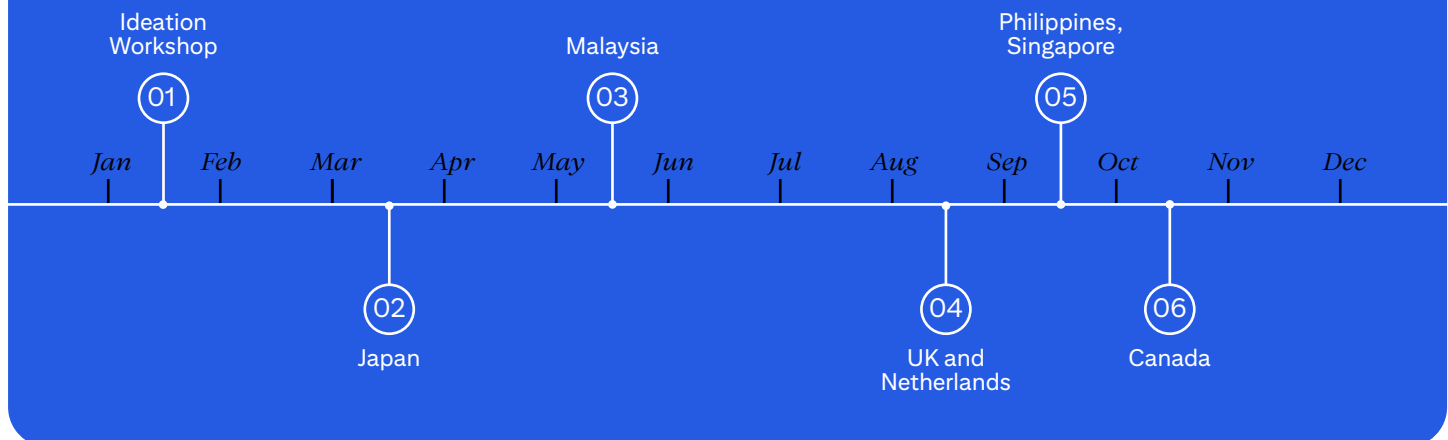 Ideation
Workshop
Malaysia
Philippines,
Singapore
01
03
05
Jan
Feb
Mar
Apr
May
Jun
Jul
Aug
Sep
Oct
Nov
Dec
02
04
06
Japan
UK and
Netherlands
Canada